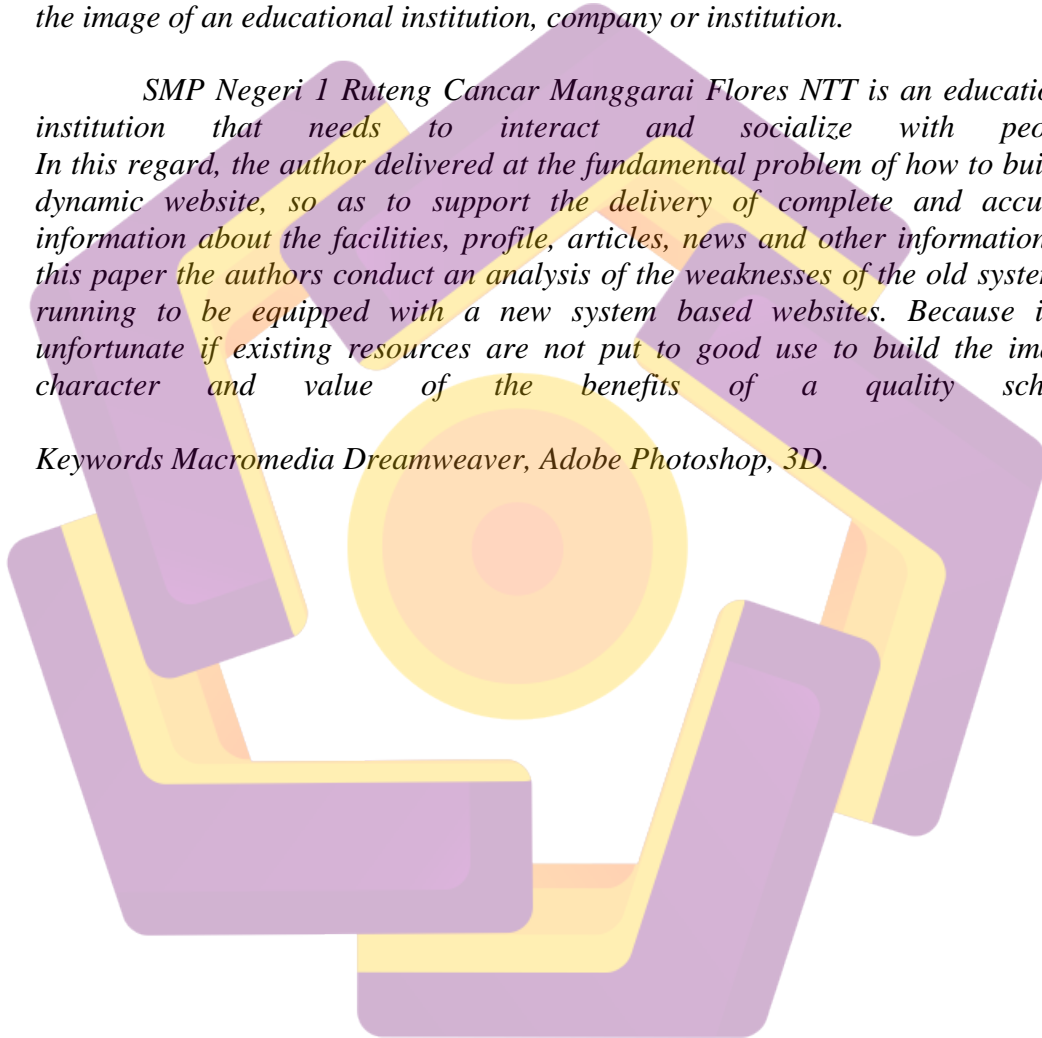 the image of an educational institution, company or institution.
SMP Negeri 1 Ruteng Cancar Manggarai Flores NTT is an educatio
institution that needs to interact and socialize with peo
In this regard, the author delivered at the fundamental problem of how to buil
dynamic website, so as to support the delivery of complete and accu
information about the facilities, profile, articles, news and other information
this paper the authors conduct an analysis of the weaknesses of the old system
running to be equipped with a new system based websites. Because i
unfortunate if existing resources are not put to good use to build the ima
character and value of the benefits of a quality sch
Keywords Macromedia Dreamweaver, Adobe Photoshop, 3D.